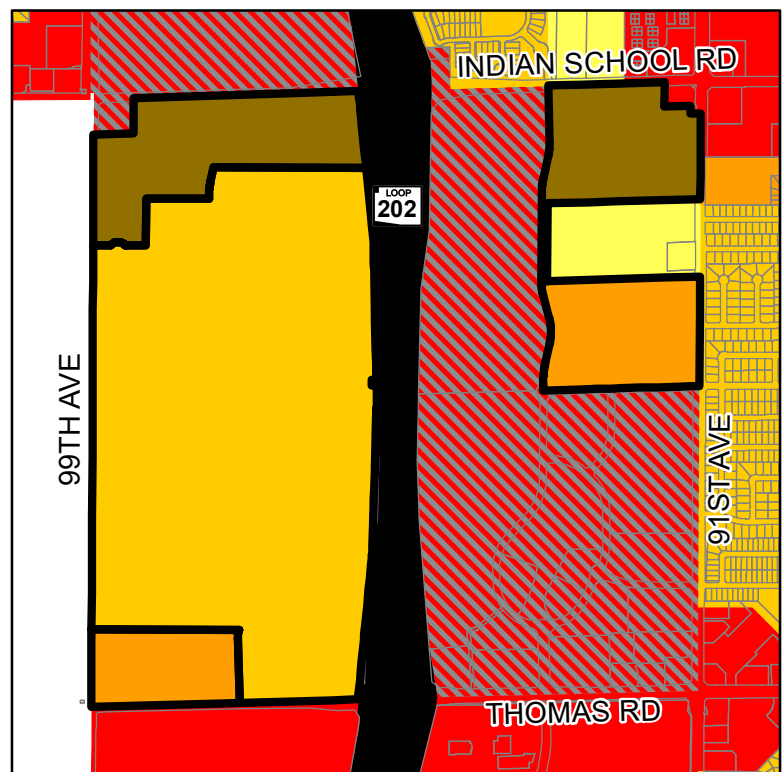 INDIAN SCHOOL RD
LOOP
202
99TH AVE
91ST AVE
THOMAS RD